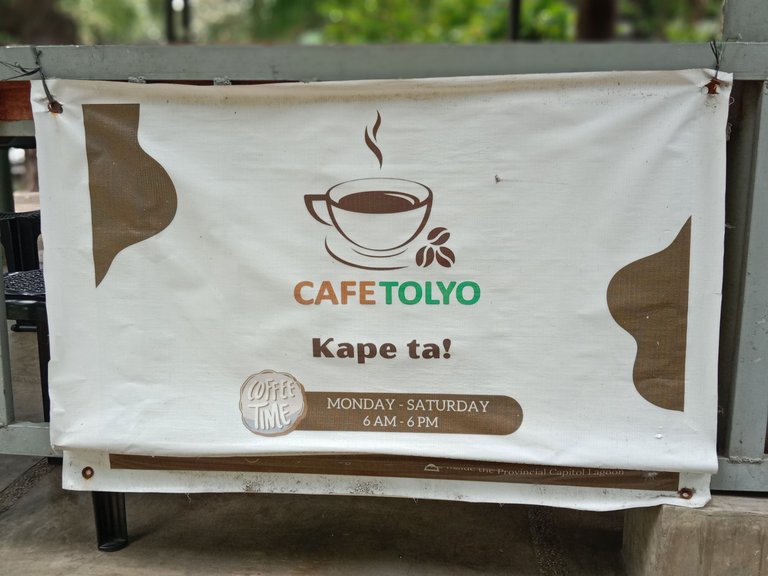 CAFETOLYO
Kape ta!
COFFEE
TIME
MONDAY - SATURDAY
6 AM - 6 PM
Inside the Provincial Capitol Lagoon